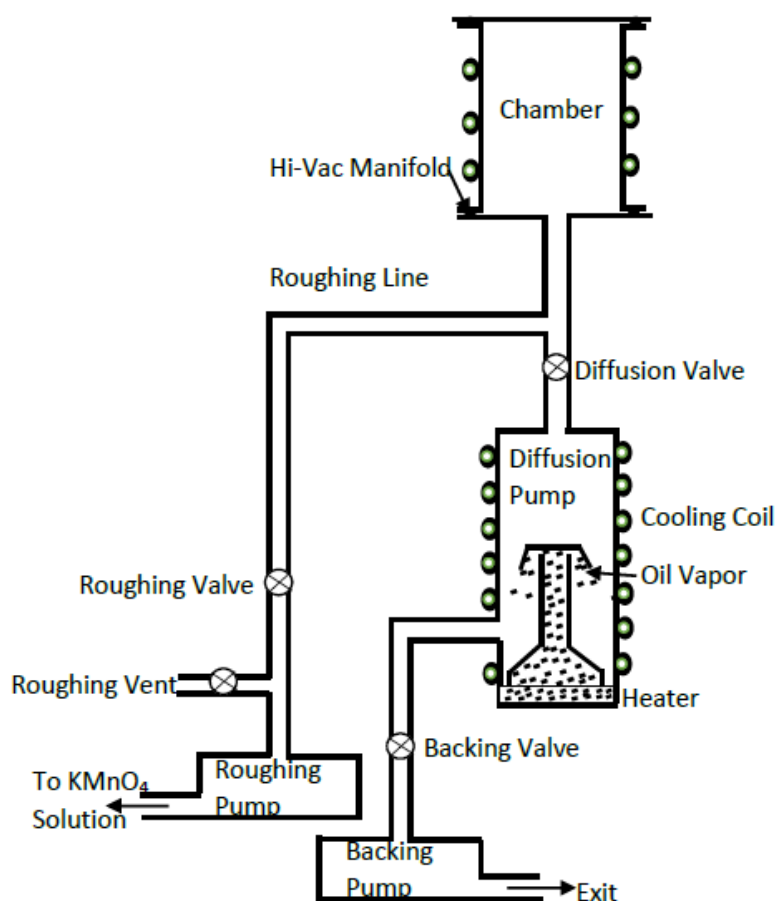 Chamber
Hi-Vac Manifold
Roughing Line
Diffusion Valve
Diffusion
Pump
Cooling Coil
Oil Vapor
Roughing Valve
Roughing Vent
Heater
Backing Valve
To KMnO₄
Solution
Roughing
Pump
Backing
Pump
Exit